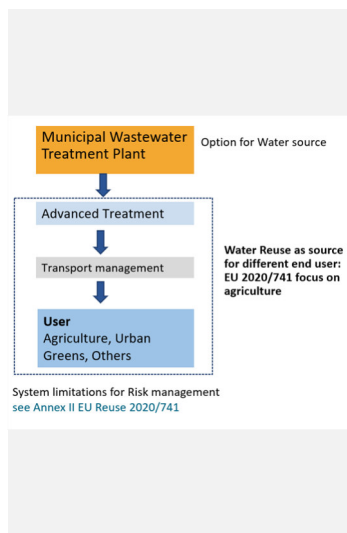 Municipal Wastewater
Treatment Plant
Option for Water source
Advanced Treatment
Transport management
Water Reuse as source
for different end user:
EU 2020/741 focus on
agriculture
User
Agriculture, Urban
Greens, Others
System limitations for Risk management
see Annex II EU Reuse 2020/741